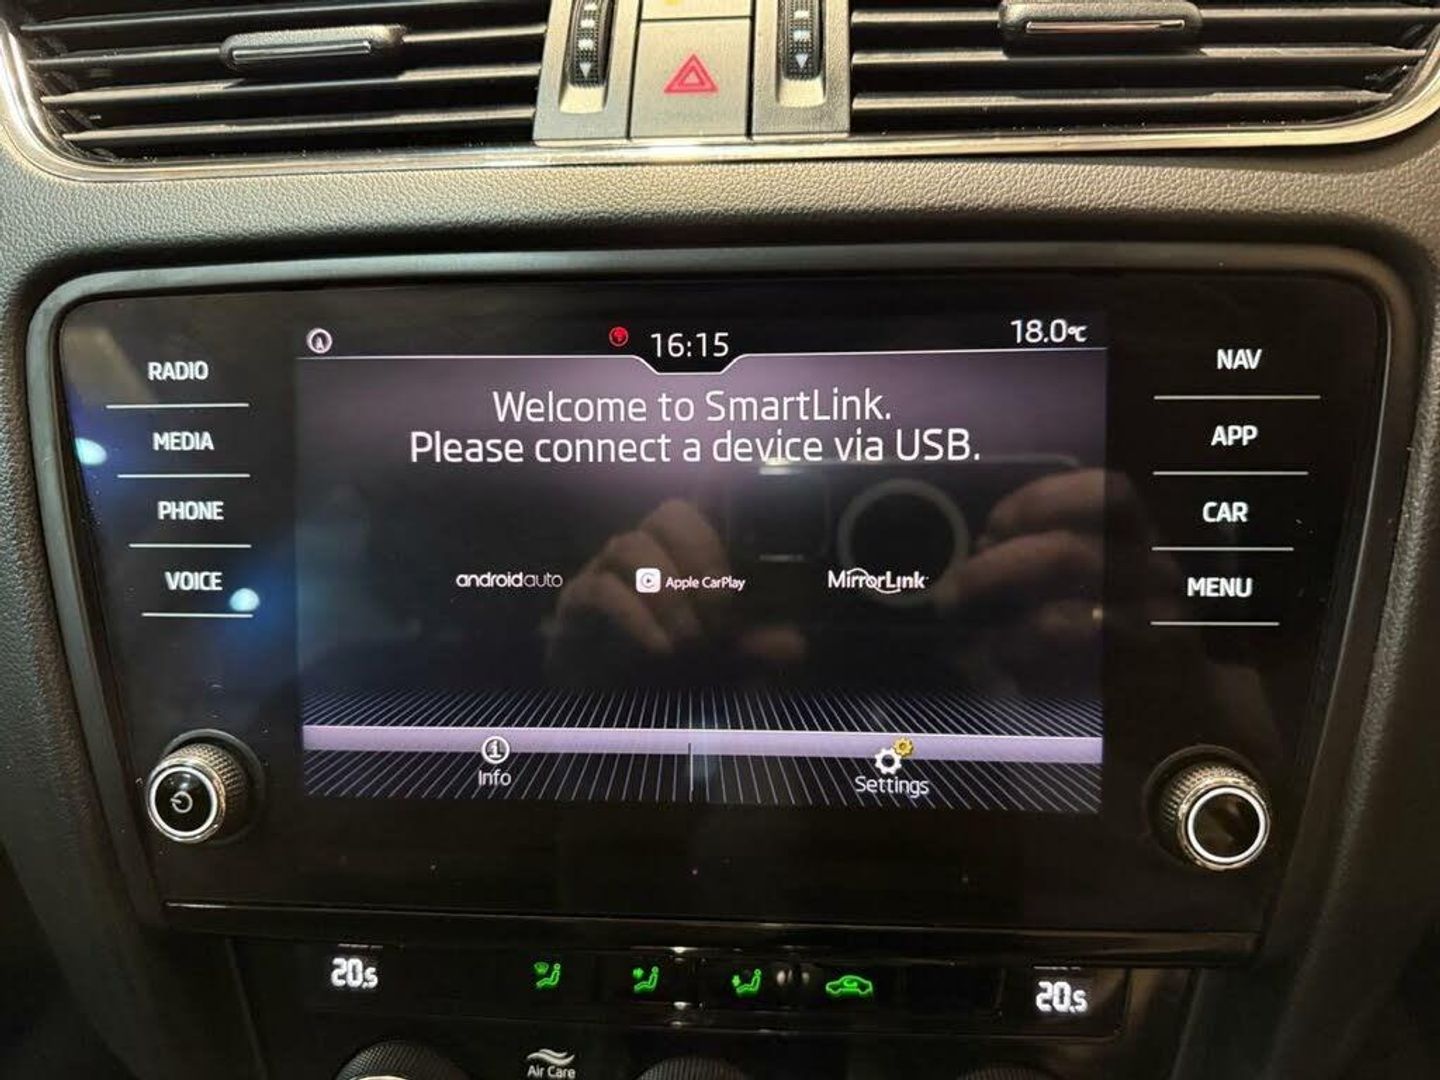 16:15
18.0°C
RADIO
MEDIA
PHONE
VOICE
Welcome to SmartLink.
Please connect a device via USB.
androidauto
Apple CarPlay
MirrorLink
Info
Settings
NAV
APP
CAR
MENU
20.5
20.5
Air Care